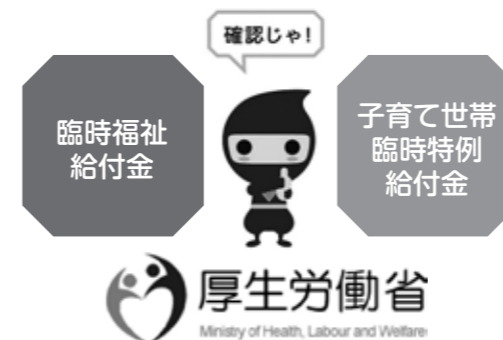 確認じゃ!
臨時福祉
給付金
子育て世帯
臨時特例
給付金
厚生労働省
Ministry of Health, Labour and Welfare